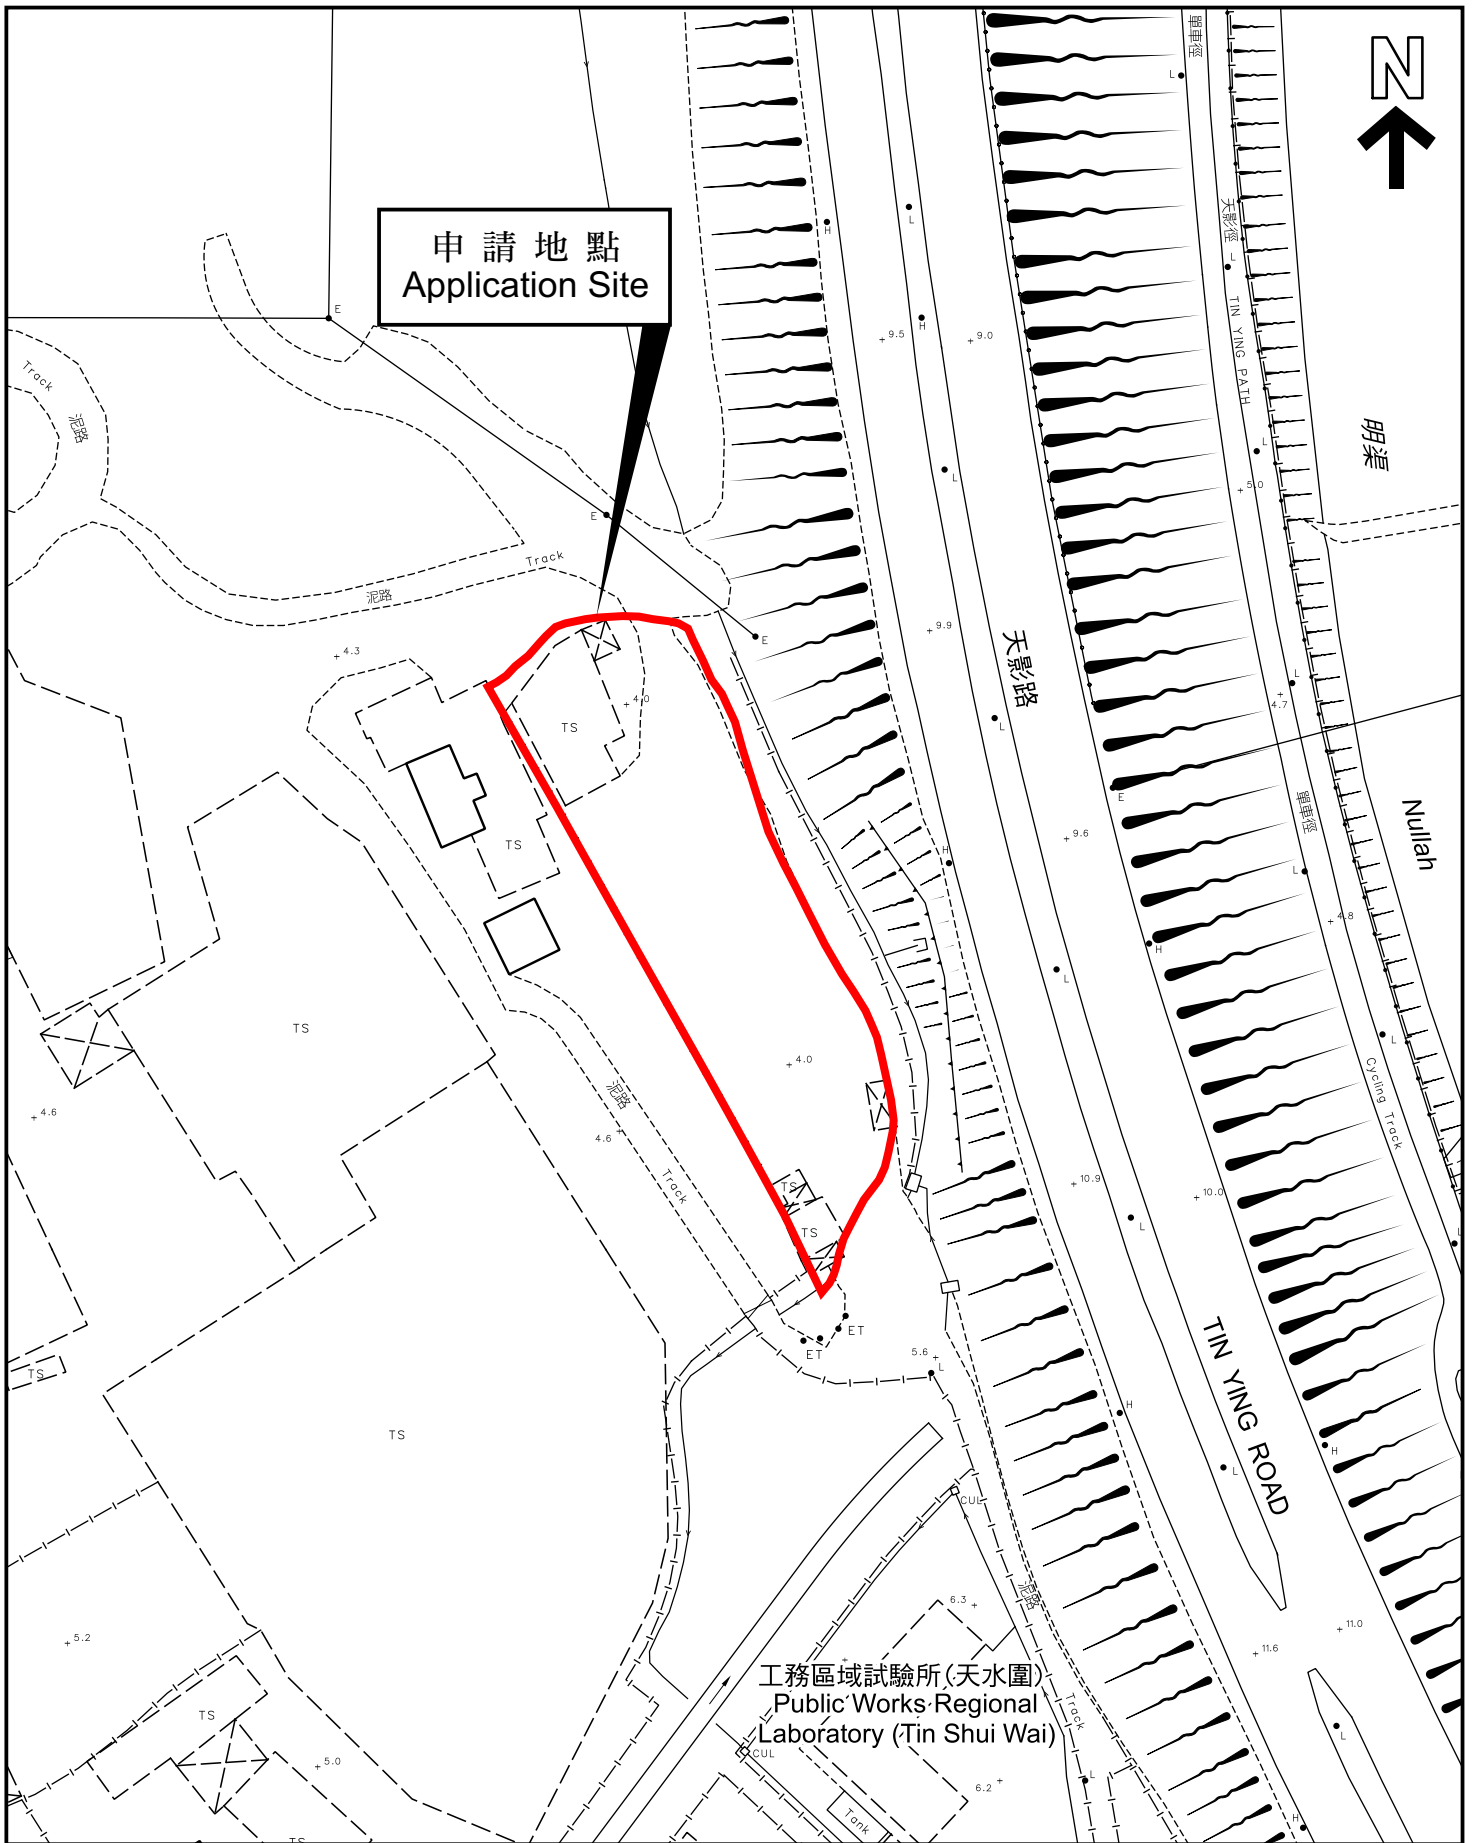 N
單車徑
L
天影徑
L
H
L
申請地點
Application Site
E
H
9.5
9.0
TIN YING PATH
Track
泥路
明渠
L
L
5.0
E
Track
泥路
9.9
E
天影路
4.3
4.0
L
4.7
L
TS
E
單車徑
Nullah
TS
H
9.6
L
4.8
H
TS
L
L
4.0
Cycling Track
4.6
泥路
4.6
Track
TS
10.9
10.0
L
TS
L
ET
ET
5.6
L
TIN YING ROAD
TS
H
TS
H
L
CUL
泥路
6.3
11.0
11.6
5.2
工務區域試驗所(天水圍)
Public Works Regional
Laboratory (Tin Shui Wai)
Track
TS
L
CUL
5.0
6.2
L
Tank
H
TS